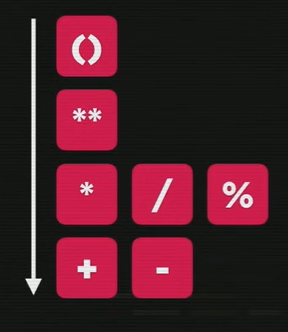 ()
**
* / %
+ -